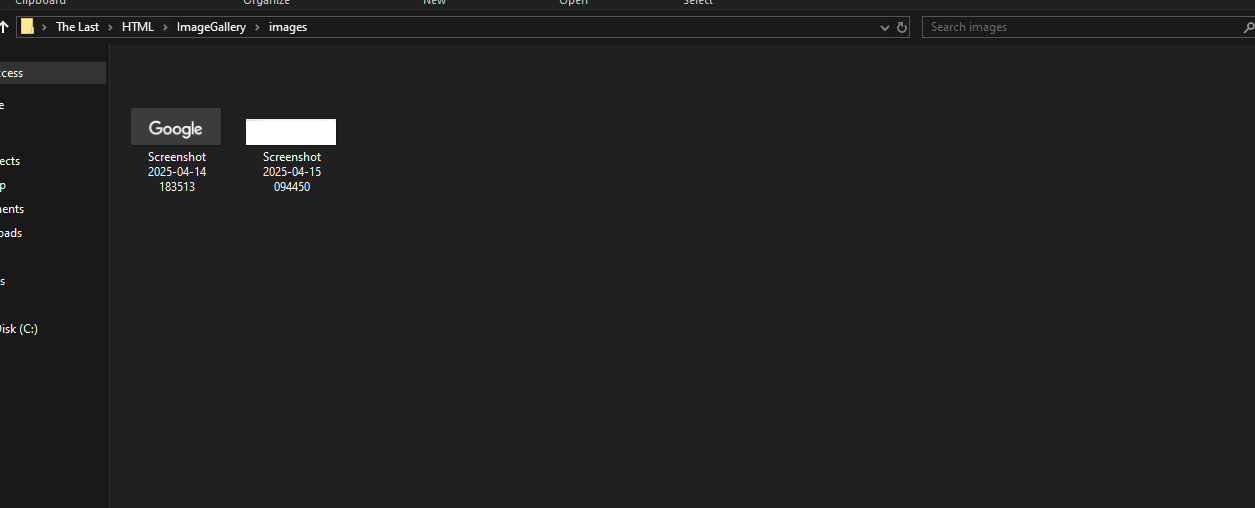 Clipboard Organize New Open Select
The Last HTML ImageGallery images
Search images
ccess
e
ects
p
nents
oads
s
Disk (C:)
Google
Screenshot
2025-04-14
183513
Screenshot
2025-04-15
094450